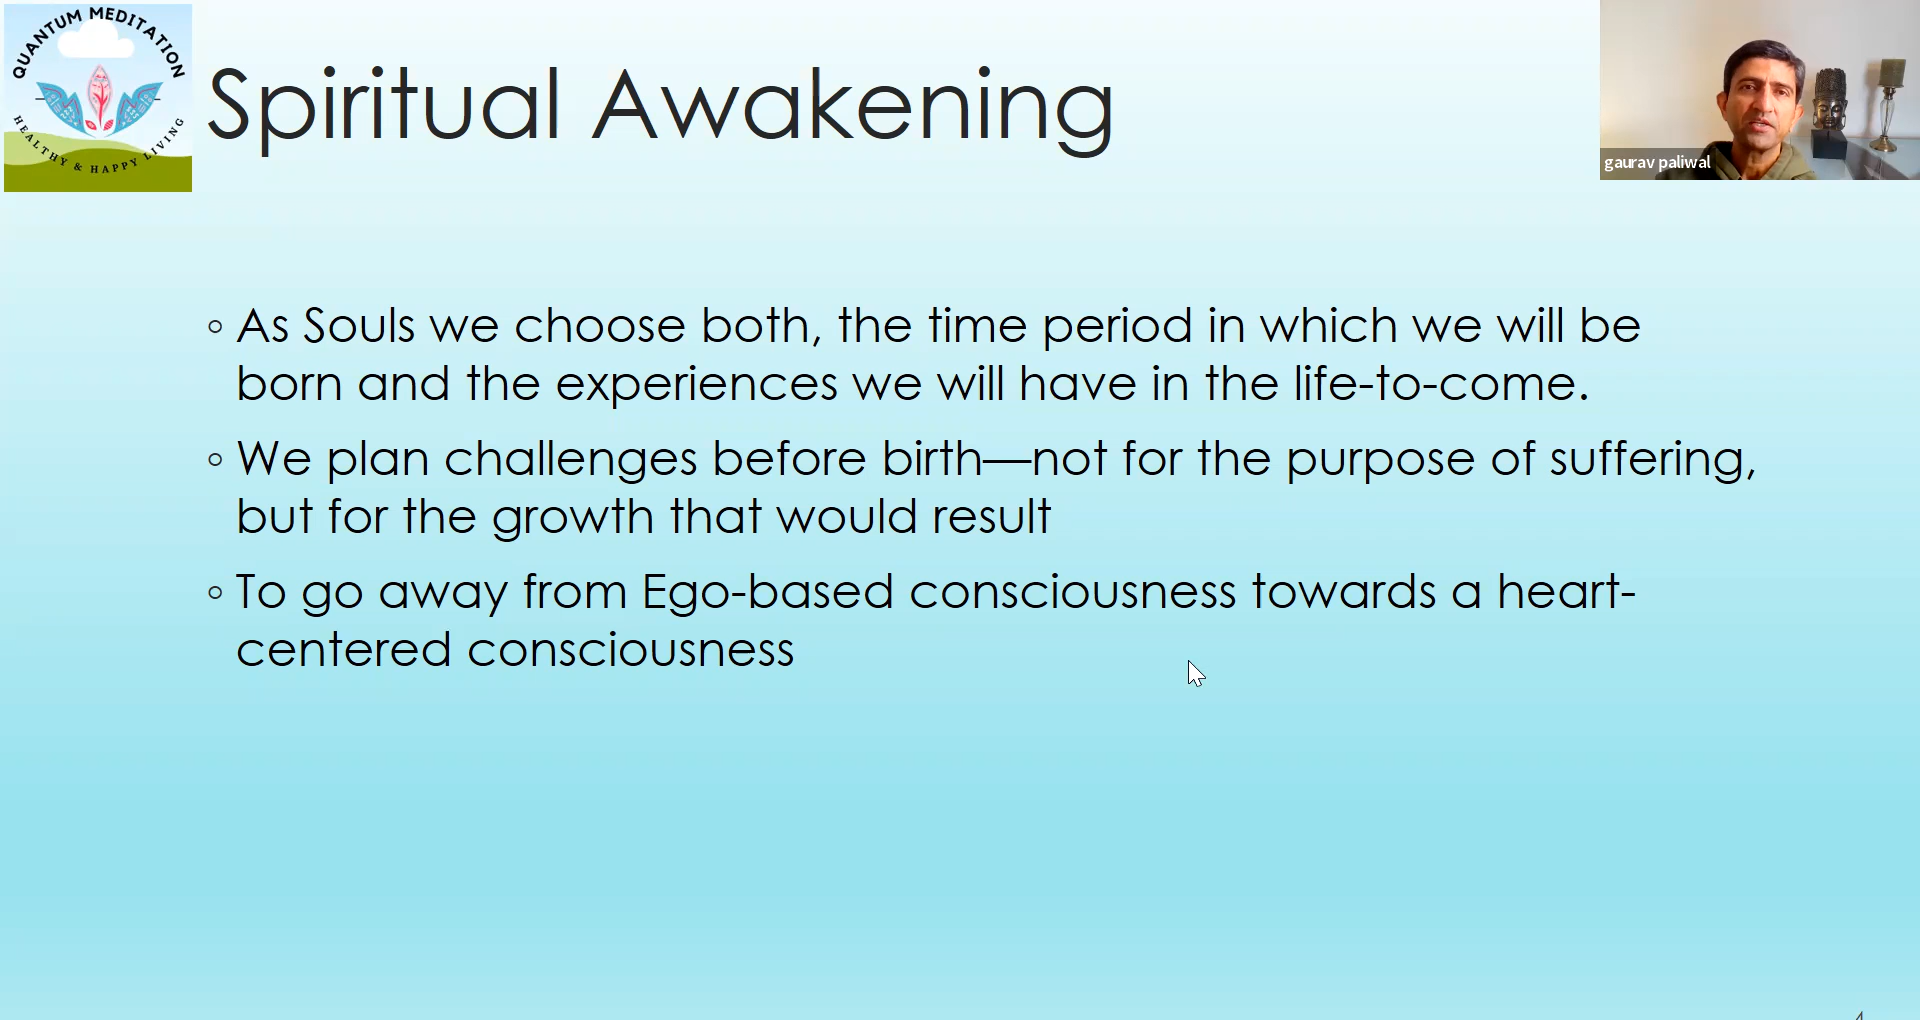 QUANTUM MEDITATION
HEALTHY & HAPPY LIVING
Spiritual Awakening
gaurav paliwal
◦ As Souls we choose both, the time period in which we will be
born and the experiences we will have in the life-to-come.
◦ We plan challenges before birth—not for the purpose of suffering,
but for the growth that would result
◦ To go away from Ego-based consciousness towards a heart-
centered consciousness